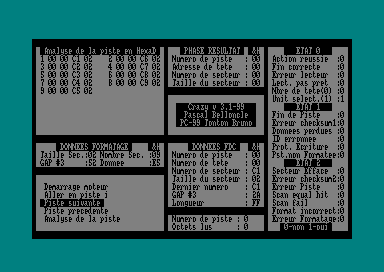 Analyse de la piste en HexaD
1 00 00 C1 02   2 00 00 C6 02
3 00 00 C2 02   4 00 00 C7 02
5 00 00 C3 02   6 00 00 C8 02
7 00 00 C4 02   8 00 00 C9 02
9 00 00 C5 02
DONNEES FORMATAGE &H
Taille Sec.:02 Nombre Sec.:09
GAP #3 :52 Donnee :E5
Demarrage moteur
Aller en piste i
Piste suivante
Piste precedente
Analyse de la piste
PHASE RESULTAT &H
Numero de piste : 00
Adresse de tete : 00
Numero de secteur : 00
Taille du secteur : 00
Crazy v 3.1-99
Pascal Belloncle
PC-99 Tonton Bruno
DONNEES FDC &H
Numero de piste : 00
Numero de tete : 00
Numero de secteur : C1
Taille du secteur : 02
Dernier numero : C1
GAP #3 : 2A
Longueur : FF
Numero de piste : 0
Octets lus : 0
ETAT 0
Action reussie :0
Fin correcte :0
Erreur lecteur :0
Lect. pas pret :0
Nbre de tete(0) :0
Unit select.(1) :1
ETAT 1
Fin de Piste :0
Erreur checksum1:0
Donnees perdues :0
ID erronnee :0
Prot. Ecriture :0
Pst.non Formatee:0
ETAT 2
Secteur Efface :0
Erreur checksum2:0
Erreur Piste :0
Scan equal hit :0
Scan fail :0
Format incorrect:0
Erreur Formatage:0
0-non 1-oui